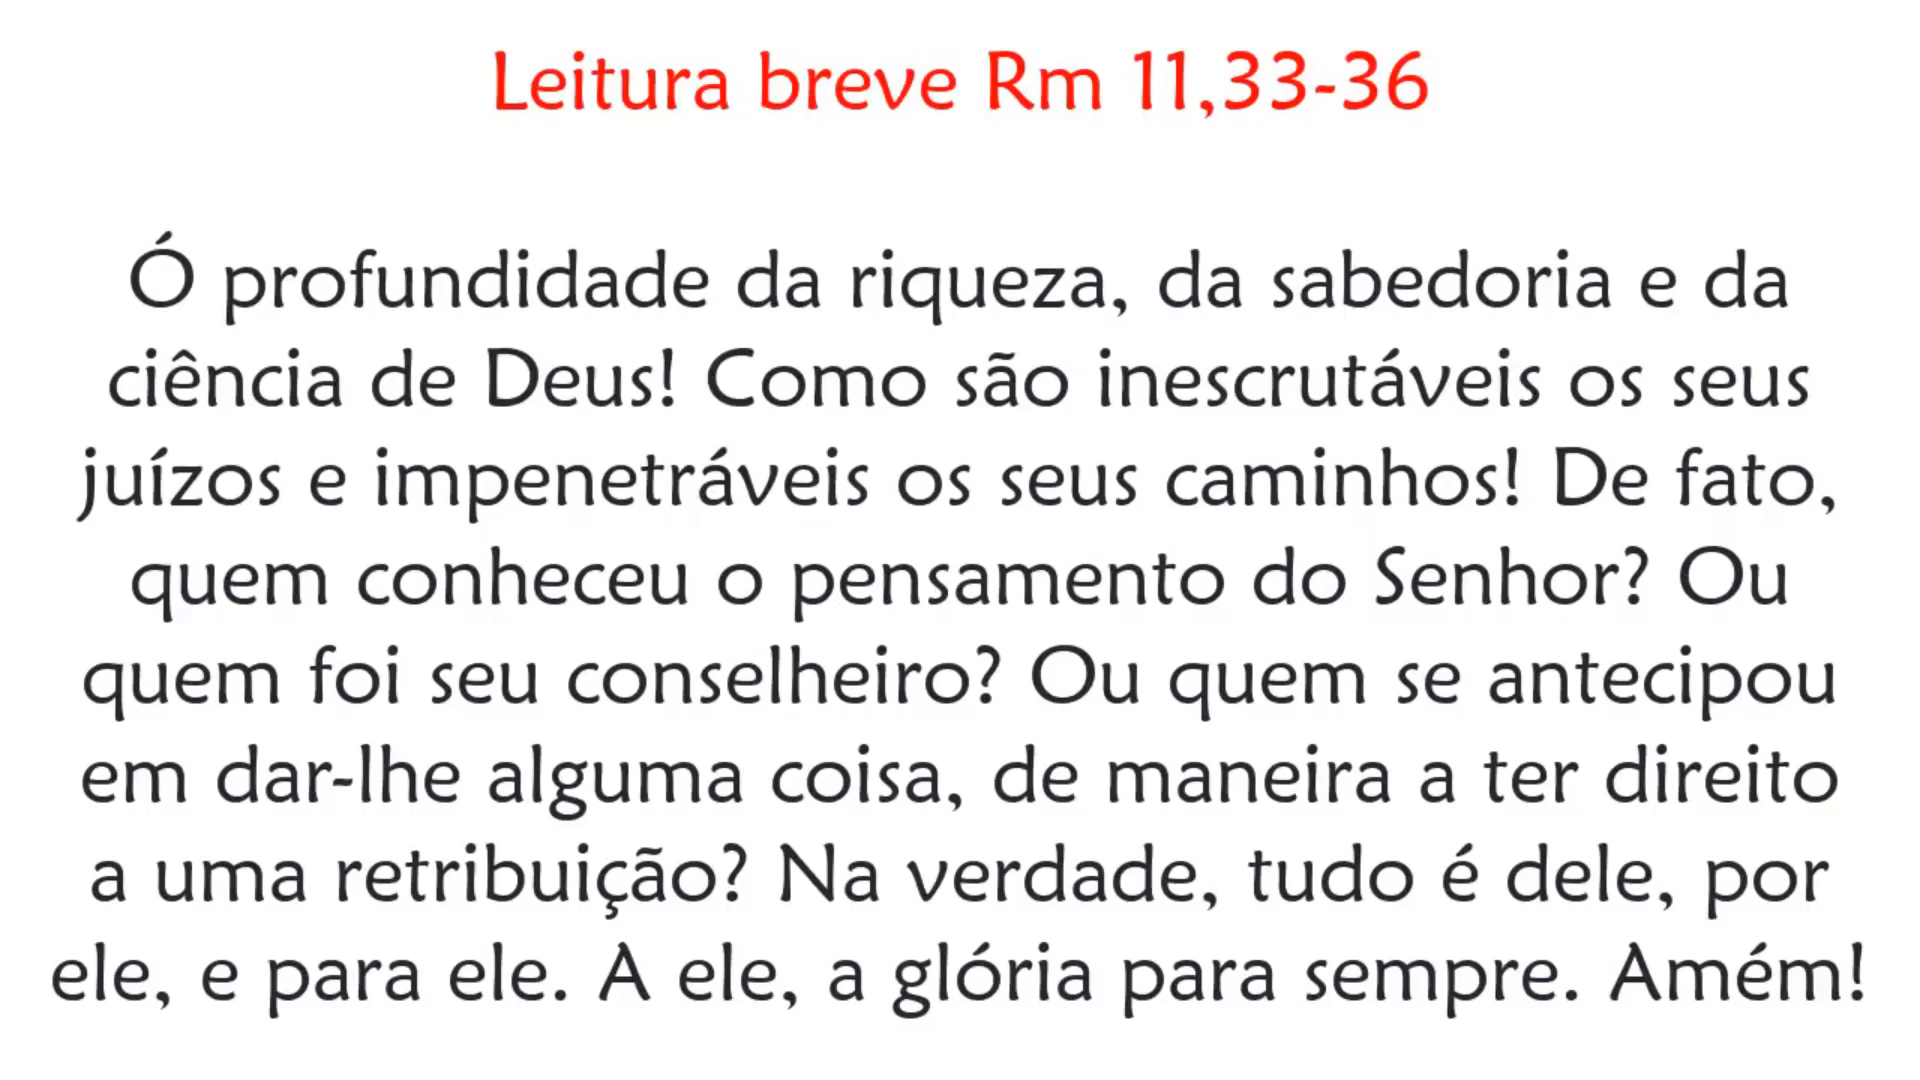 Leitura breve Rm 11,33-36
Ó profundidade da riqueza, da sabedoria e da
ciência de Deus! Como são inescrutáveis os seus
juízos e impenetráveis os seus caminhos! De fato,
quem conheceu o pensamento do Senhor? Ou
quem foi seu conselheiro? Ou quem se antecipou
em dar-lhe alguma coisa, de maneira a ter direito
a uma retribuição? Na verdade, tudo é dele, por
ele, e para ele. A ele, a glória para sempre. Amém!